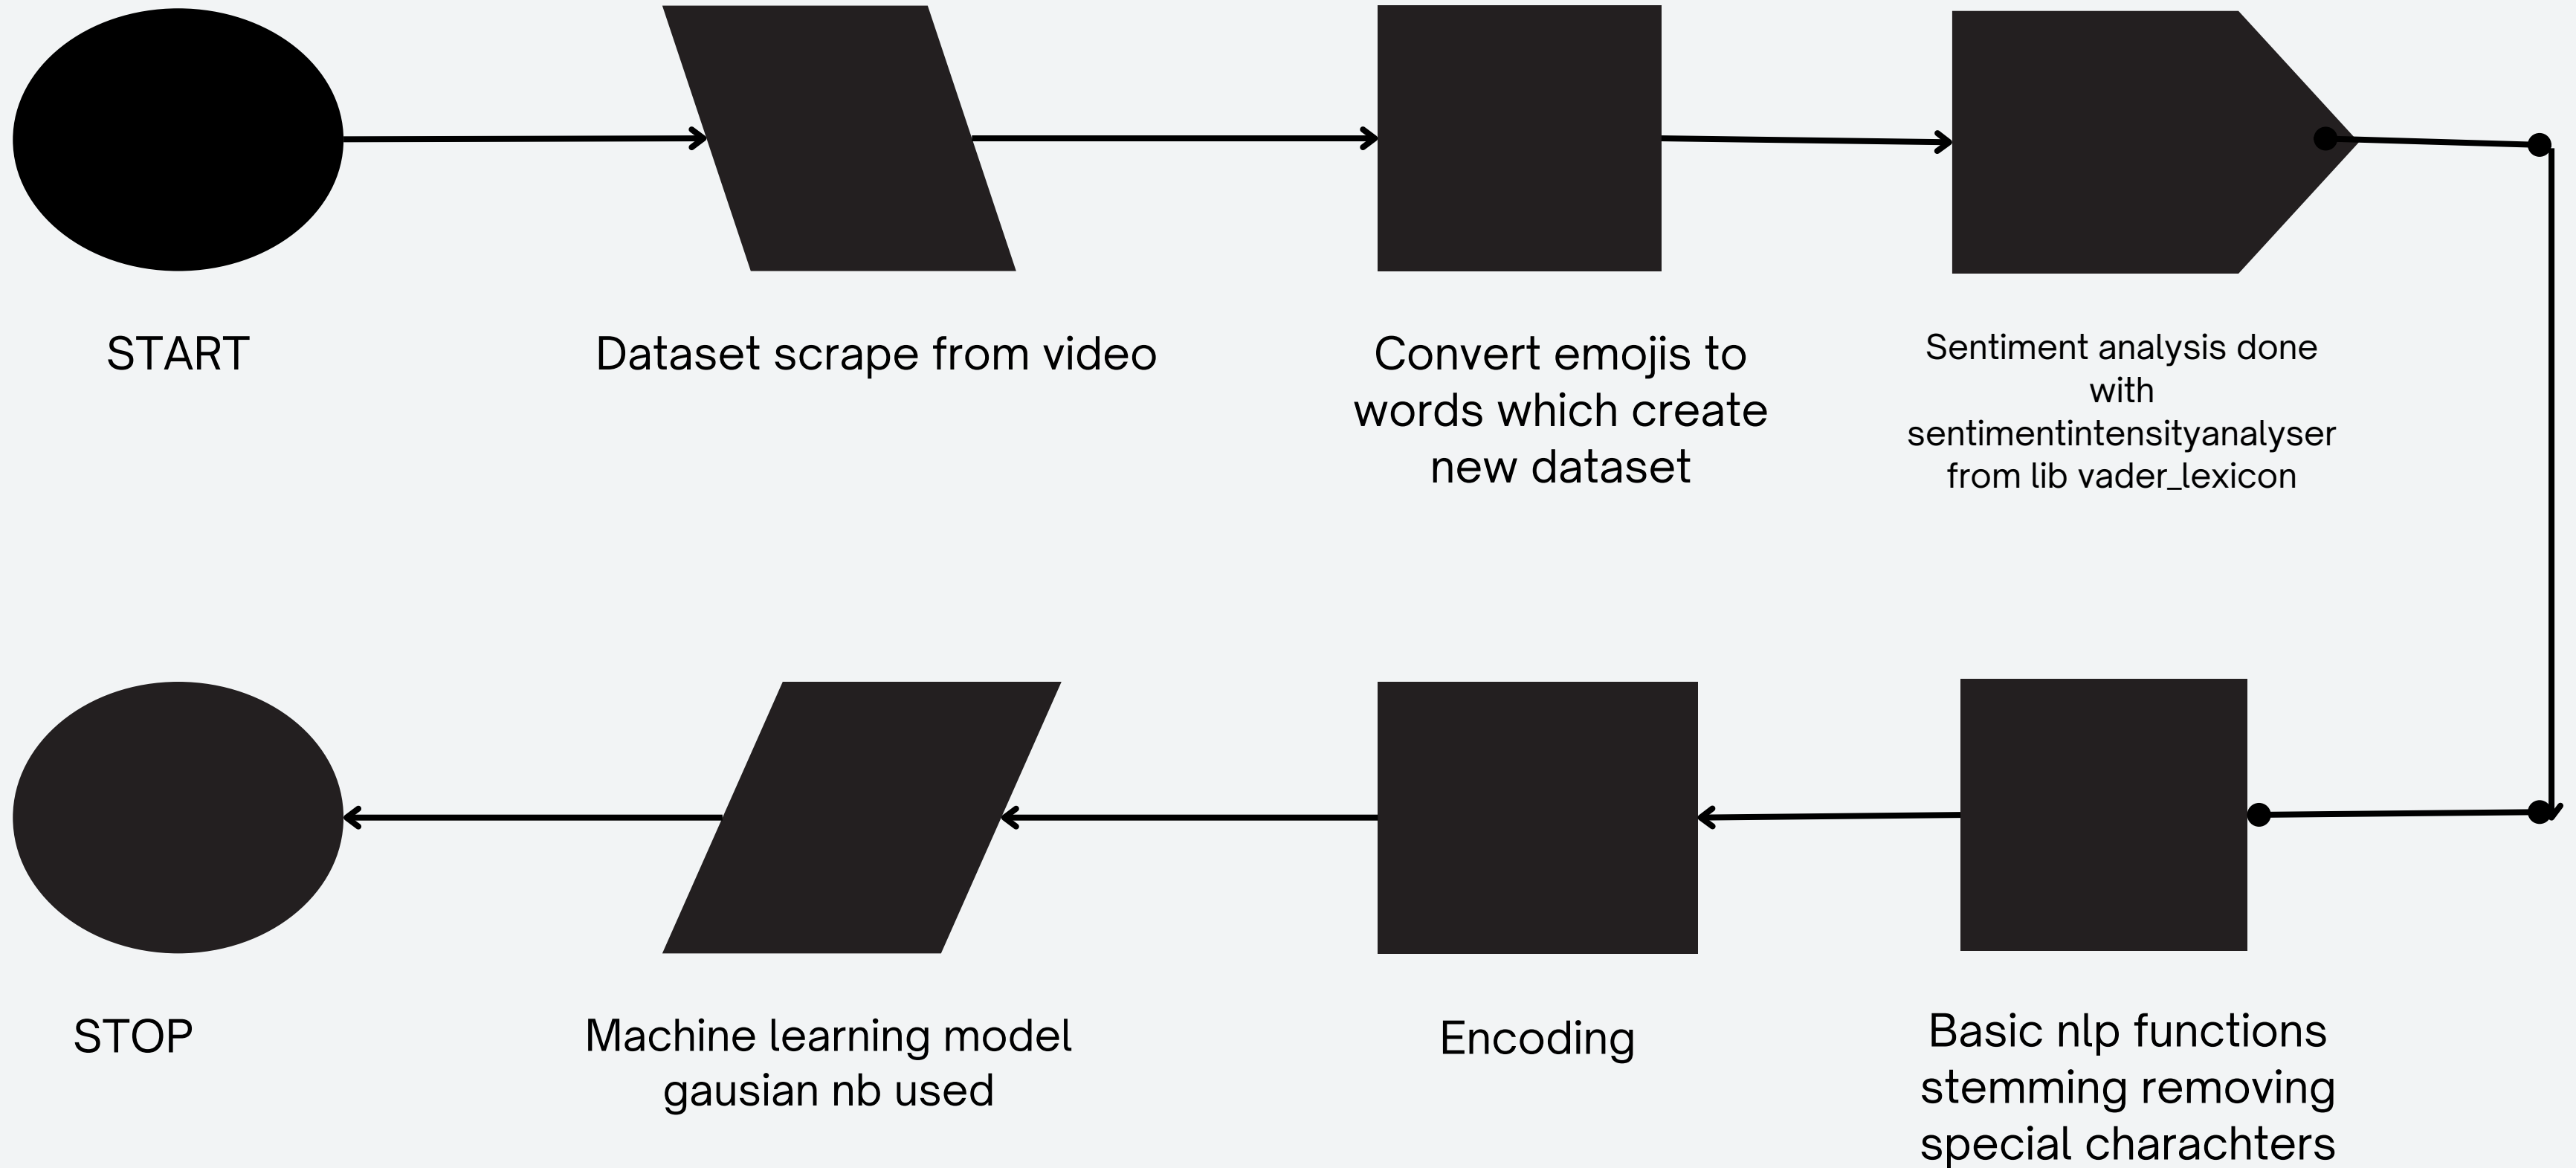 START
Dataset scrape from video
Convert emojis to
words which create
new dataset
Sentiment analysis done
with
sentimentintensityanalyser
from lib vader_lexicon
STOP
Machine learning model
gausian nb used
Encoding
Basic nlp functions
stemming removing
special charachters